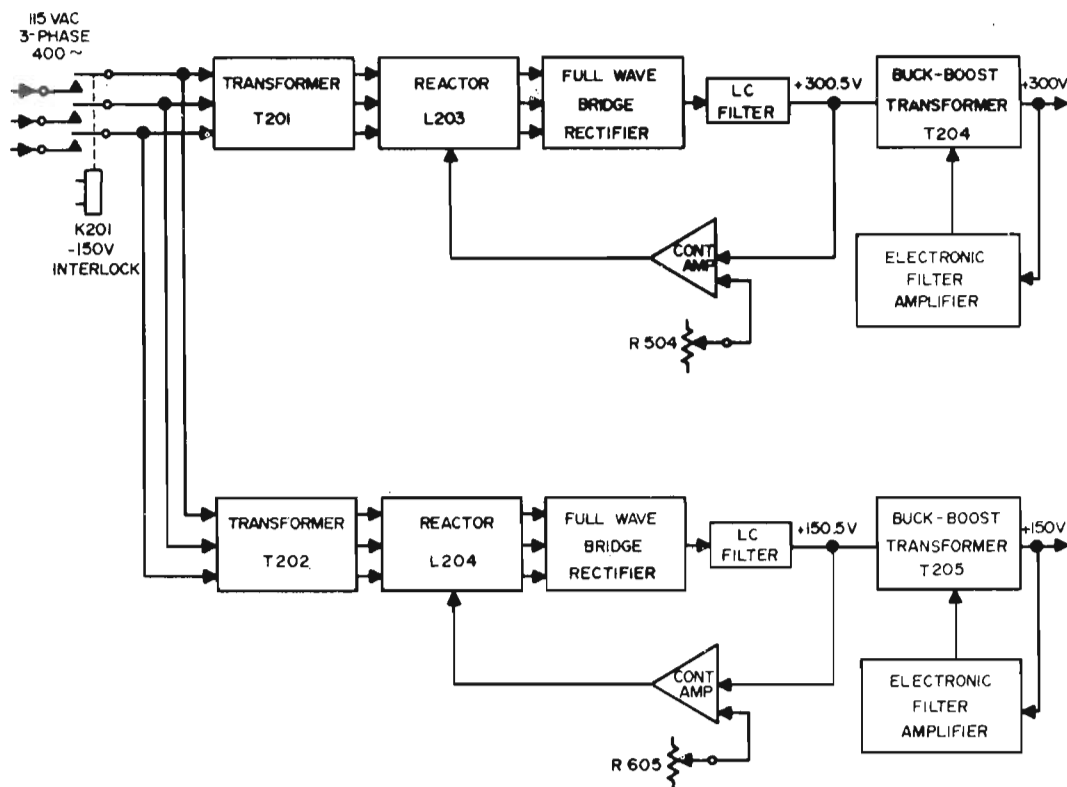 115 VAC
3-PHASE
400 ~
K201
-150V
INTERLOCK
TRANSFORMER
T201
REACTOR
L203
FULL WAVE
BRIDGE
RECTIFIER
LC
FILTER
+300.5V
BUCK-BOOST
TRANSFORMER
T204
+300V
CONT
AMP
R 504
ELECTRONIC
FILTER
AMPLIFIER
TRANSFORMER
T202
REACTOR
L204
FULL WAVE
BRIDGE
RECTIFIER
LC
FILTER
+150.5V
BUCK-BOOST
TRANSFORMER
T205
+150V
CONT
AMP
R 605
ELECTRONIC
FILTER
AMPLIFIER